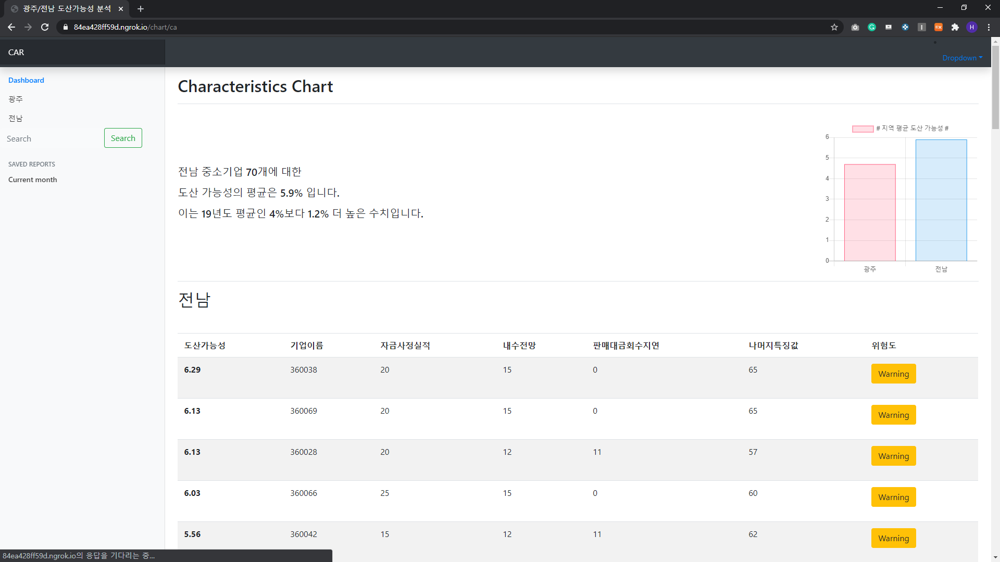 광주/전남 도산가능성 분석
84ea428ff59d.ngrok.io/chart/ca
H
CAR
Dropdown
Dashboard
광주
전남
Search Search
SAVED REPORTS
Current month
Characteristics Chart
전남 중소기업 70개에 대한
도산 가능성의 평균은 5.9% 입니다.
이는 19년도 평균인 4%보다 1.2% 더 높은 수치입니다.
# 지역 평균 도산 가능성 #
6
5
4
3
2
1
0
광주 전남
전남
도산가능성 기업이름 자금사정실적 내수전망 판매대금회수지연 나머지특징값 위험도
6.29 360038 20 15 0 65 Warning
6.13 360069 20 15 0 65 Warning
6.13 360028 20 12 11 57 Warning
6.03 360066 25 15 0 60 Warning
5.56 360042 15 12 11 62 Warning
84ea428ff59d.ngrok.io의 응답을 기다리는 중...